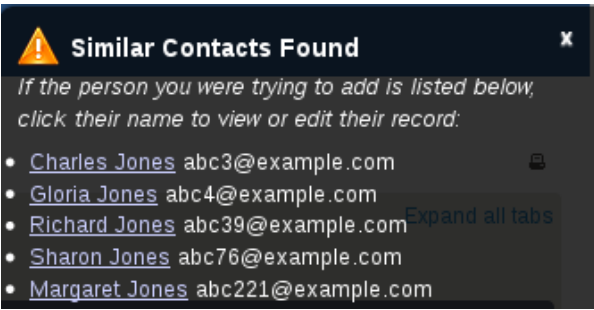 Similar Contacts Found
x
If the person you were trying to add is listed below,
click their name to view or edit their record:
Charles Jones abc3@example.com
Gloria Jones abc4@example.com
Richard Jones abc39@example.com
Expand all tabs
Sharon Jones abc76@example.com
Margaret Jones abc221@example.com